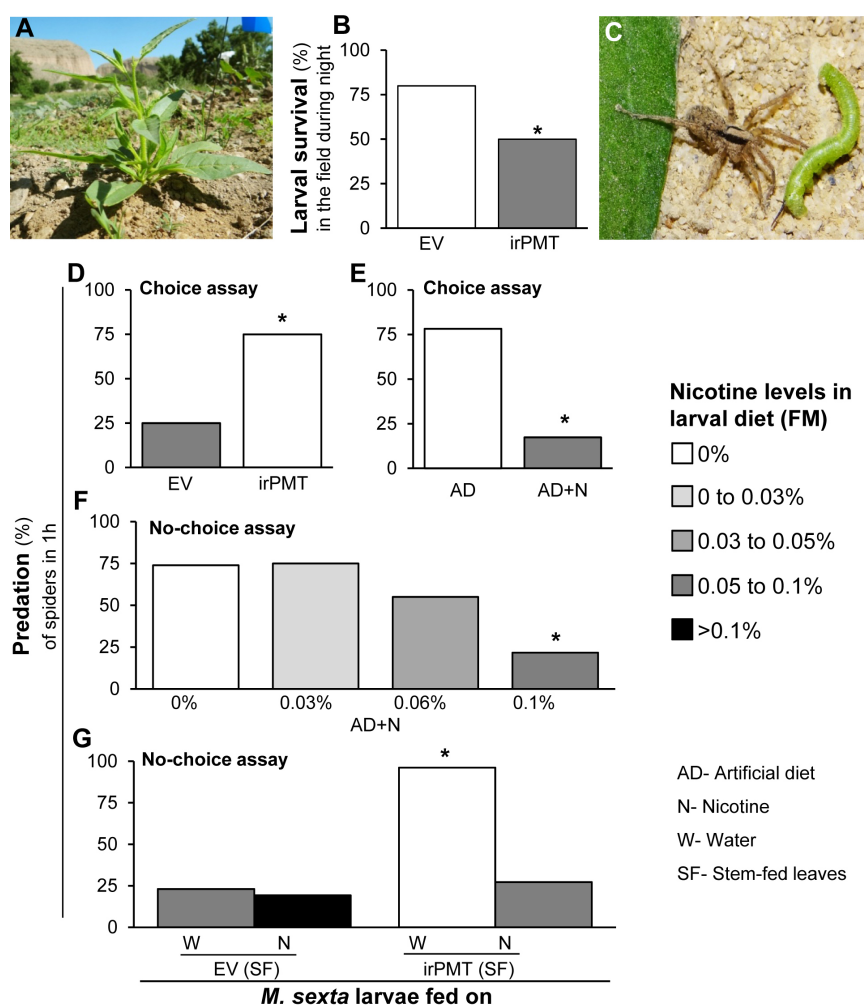 A
B
Larval survival (%)
in the field during night
100
75
50
25
0
*
EV
irPMT
C
D
Choice assay
100
75
50
25
0
*
EV
irPMT
E
Choice assay
100
75
50
25
0
*
AD
AD+N
Nicotine levels in
larval diet (FM)
0%
0 to 0.03%
0.03 to 0.05%
0.05 to 0.1%
>0.1%
Predation (%)
of spiders in 1h
F
No-choice assay
100
75
50
25
0
*
0%
0.03%
0.06%
0.1%
AD+N
G
No-choice assay
100
75
50
25
0
*
W
N
W
N
EV (SF)
irPMT (SF)
M. sexta larvae fed on
AD- Artificial diet
N- Nicotine
W- Water
SF- Stem-fed leaves